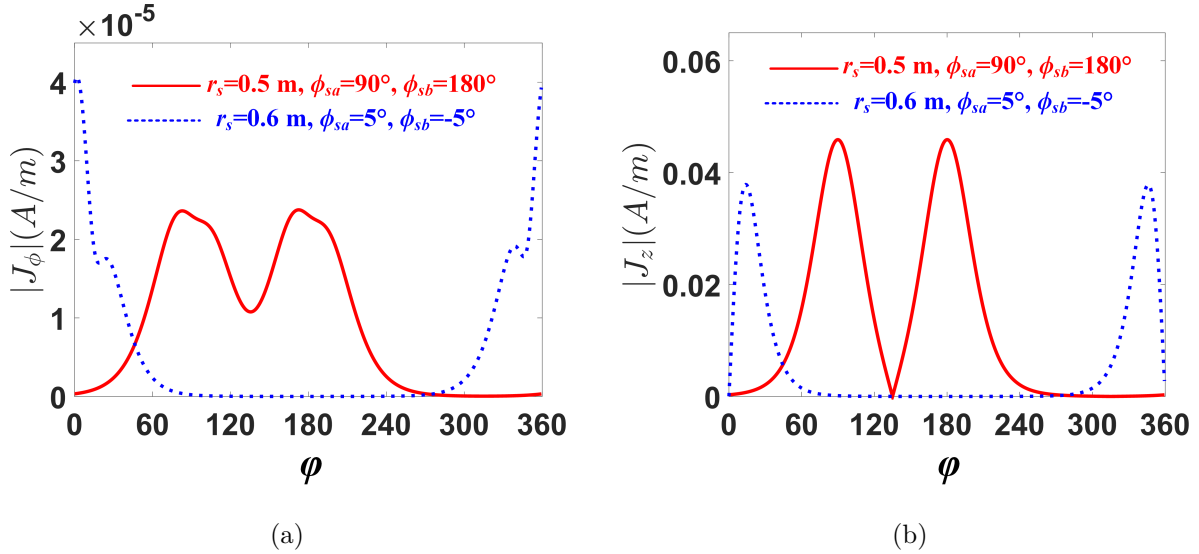 ×10⁻⁵
4
3
2
1
0
|J_ϕ|(A/m)
r_s=0.5 m, ϕ_sa=90°, ϕ_sb=180°
r_s=0.6 m, ϕ_sa=5°, ϕ_sb=-5°
0 60 120 180 240 300 360
φ
(a)
0.06
0.04
0.02
0
|J_z|(A/m)
r_s=0.5 m, ϕ_sa=90°, ϕ_sb=180°
r_s=0.6 m, ϕ_sa=5°, ϕ_sb=-5°
0 60 120 180 240 300 360
φ
(b)